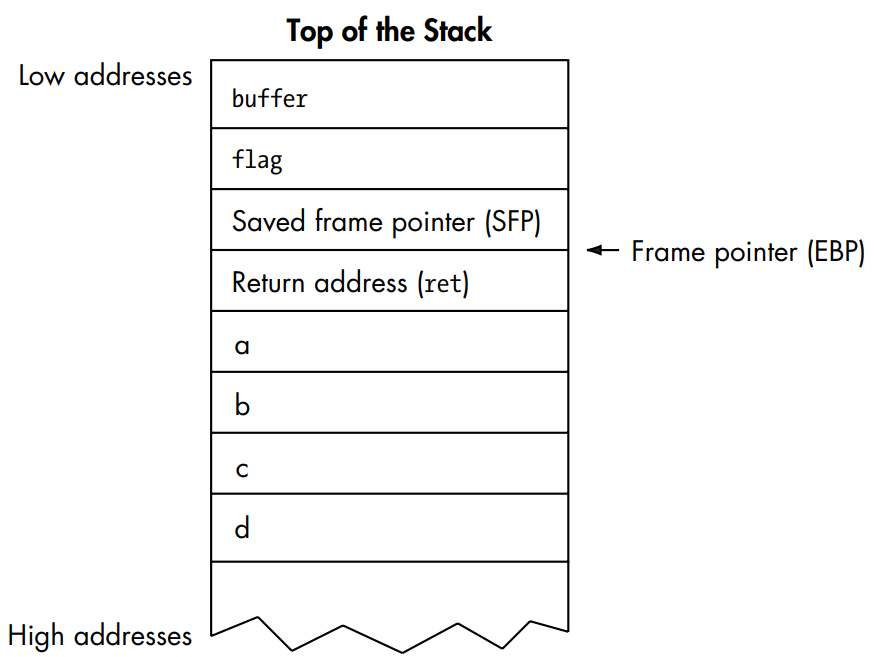 Top of the Stack
Low addresses
buffer
flag
Saved frame pointer (SFP)
Frame pointer (EBP)
Return address (ret)
a
b
c
d
High addresses